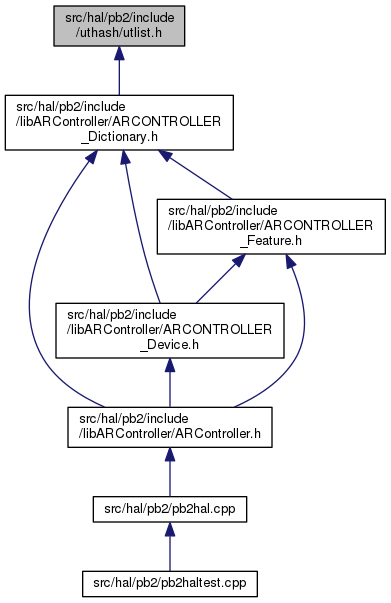 src/hal/pb2/include
/uthash/utlist.h
src/hal/pb2/include
/libARController/ARCONTROLLER
_Dictionary.h
src/hal/pb2/include
/libARController/ARCONTROLLER
_Feature.h
src/hal/pb2/include
/libARController/ARCONTROLLER
_Device.h
src/hal/pb2/include
/libARController/ARController.h
src/hal/pb2/pb2hal.cpp
src/hal/pb2/pb2haltest.cpp